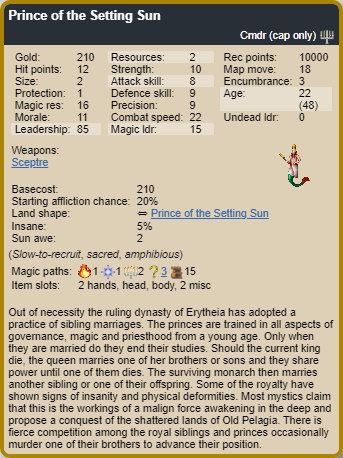 Prince of the Setting Sun
Cmdr (cap only)
Gold: 210 Resources: 2 Rec points: 10000
Hit points: 12 Strength: 10 Map move: 18
Size: 2 Attack skill: 8 Encumbrance: 3
Protection: 1 Defence skill: 9 Age: 22
Magic res: 16 Precision: 9 (48)
Morale: 11 Combat speed: 22 Undead ldr: 0
Leadership: 85 Magic ldr: 15
Weapons:
Sceptre
Basecost: 210
Starting affliction chance: 20%
Land shape: ⇔ Prince of the Setting Sun
Insane: 5%
Sun awe: 2
(Slow-to-recruit, sacred, amphibious)
Magic paths: 1 1 2 ? 3 15
Item slots: 2 hands, head, body, 2 misc
Out of necessity the ruling dynasty of Erytheia has adopted a
practice of sibling marriages. The princes are trained in all aspects of
governance, magic and priesthood from a young age. Only when
they are married do they end their studies. Should the current king
die, the queen marries one of her brothers or sons and they share
power until one of them dies. The surviving monarch then marries
another sibling or one of their offspring. Some of the royalty have
shown signs of insanity and physical deformities. Most mystics claim
that this is the workings of a malign force awakening in the deep and
propose a conquest of the shattered lands of Old Pelagia. There is
fierce competition among the royal siblings and princes occasionally
murder one of their brothers to advance their position.